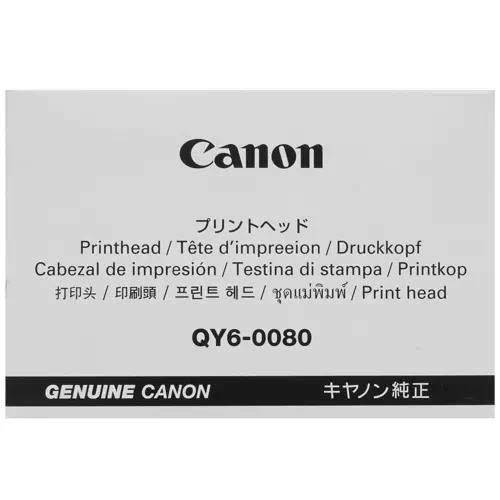 Canon
プリントヘッド
Printhead / Tête d'impreeion / Druckkopf
Cabezal de impresión / Testina di stampa / Printkop
打印头 / 印刷頭 / 프린트 헤드 / ชุดแม่พิมพ์ / Print head
QY6-0080
GENUINE CANON キヤノン純正